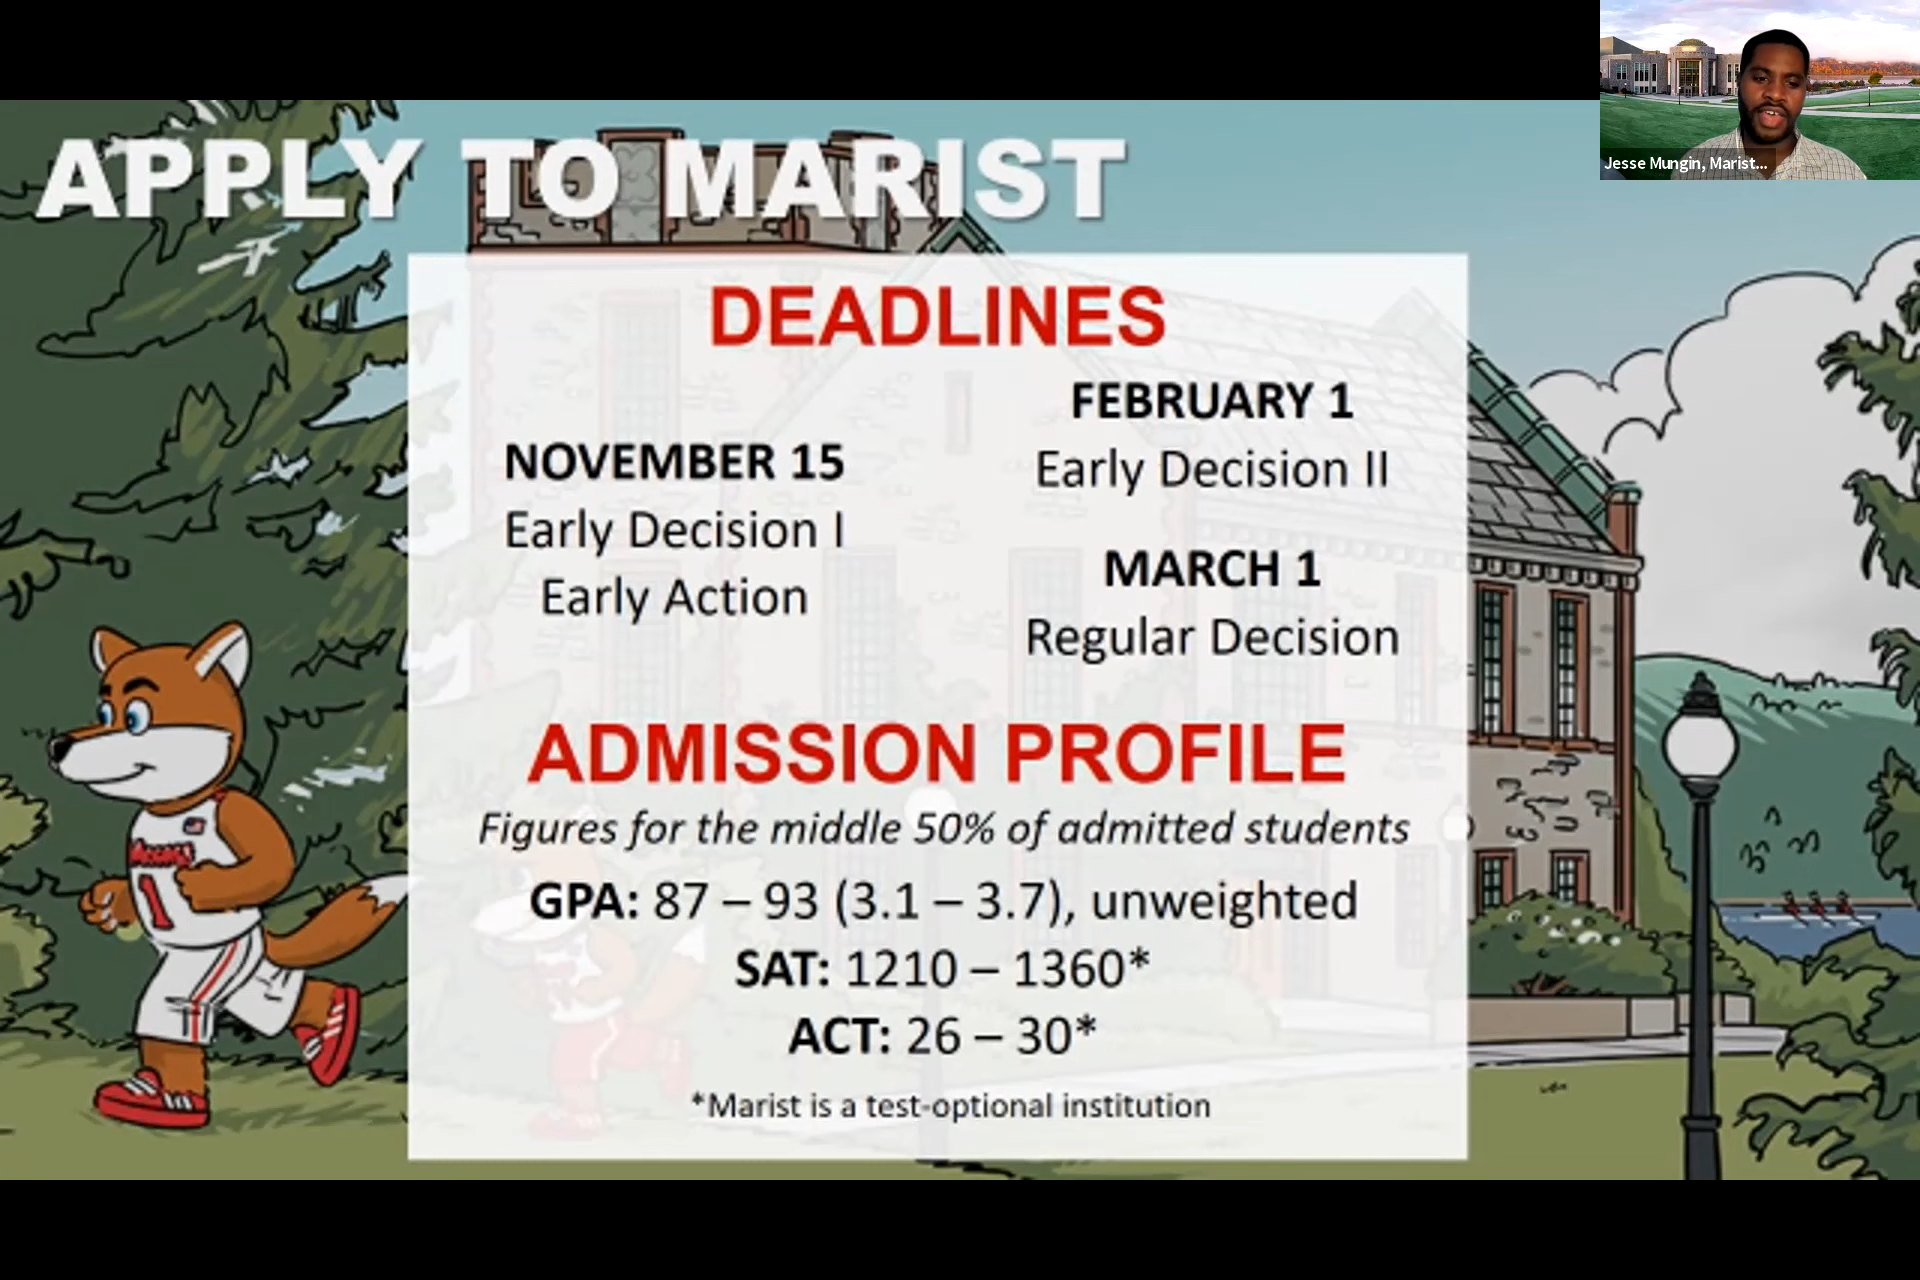 APPLY TO MARIST
Jesse Mungin, Marist...
DEADLINES
NOVEMBER 15
Early Decision I
Early Action
FEBRUARY 1
Early Decision II
MARCH 1
Regular Decision
ADMISSION PROFILE
Figures for the middle 50% of admitted students
GPA: 87 – 93 (3.1 – 3.7), unweighted
SAT: 1210 – 1360*
ACT: 26 – 30*
*Marist is a test-optional institution
1